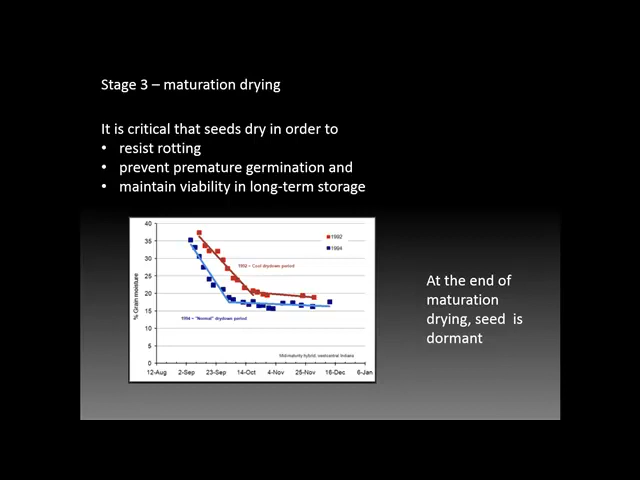 Stage 3 – maturation drying
It is critical that seeds dry in order to
• resist rotting
• prevent premature germination and
• maintain viability in long-term storage
40
35
30
25
20
15
10
5
0
% Grain moisture
1992
1994
1992 = Cool drydown period
1994 = "Normal" drydown period
Mid-maturity hybrid, westcentral Indiana
12-Aug 2-Sep 23-Sep 14-Oct 4-Nov 25-Nov 16-Dec 6-Jan
At the end of
maturation
drying, seed is
dormant